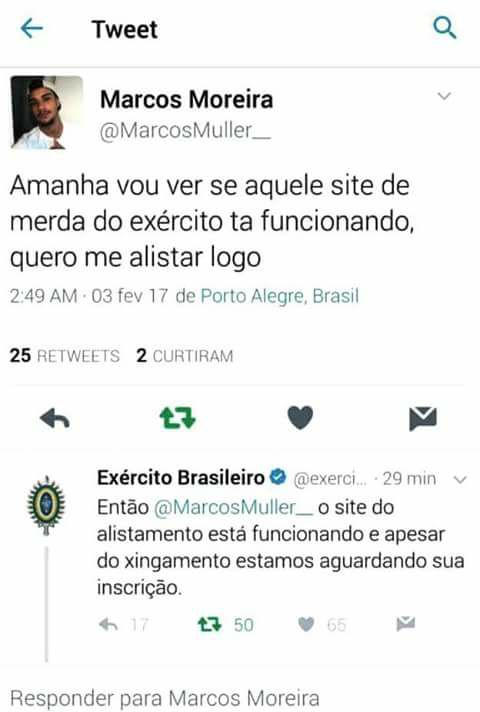 Tweet
Marcos Moreira
@MarcosMuller__
Amanha vou ver se aquele site de
merda do exército ta funcionando,
quero me alistar logo
2:49 AM · 03 fev 17 de Porto Alegre, Brasil
25 RETWEETS 2 CURTIRAM
Exército Brasileiro @exerci... · 29 min
Então @MarcosMuller__ o site do
alistamento está funcionando e apesar
do xingamento estamos aguardando sua
inscrição.
17 50 65
Responder para Marcos Moreira